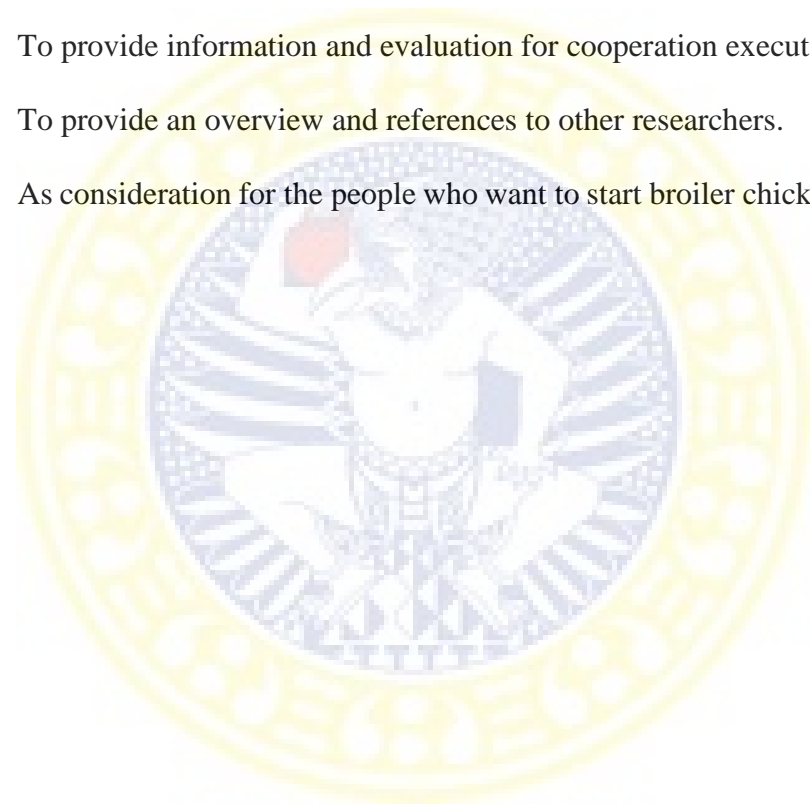 To provide information and evaluation for cooperation execut
To provide an overview and references to other researchers.
As consideration for the people who want to start broiler chick